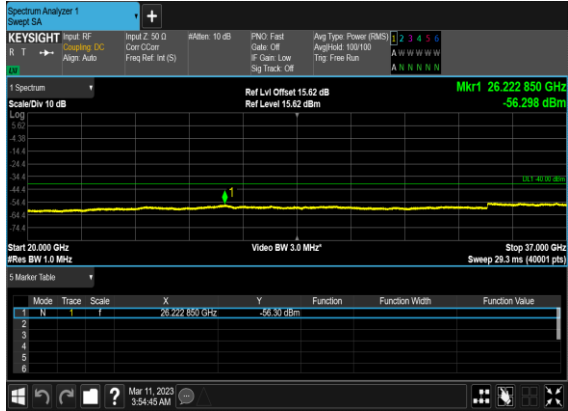 Spectrum Analyzer 1
Swept SA
+
KEYSIGHT Input: RF Input Z: 50 Ω #Atten: 10 dB PNO: Fast Avg Type: Power (RMS) 1 2 3 4 5 6
R T Coupling: DC Corr CCorr Gate: Off Avg|Hold: 100/100 A W W W W W
Align: Auto Freq Ref: Int (S) IF Gain: Low Trig: Free Run
Sig Track: Off A N N N N N
1 Spectrum Ref Lvl Offset 15.62 dB Mkr1 26.222 850 GHz
Scale/Div 10 dB Ref Level 15.62 dBm -56.298 dBm
Log
5.62
-4.38
-14.4
-24.4
-34.4
DL1 -40.00 dBm
-44.4
1
-54.4
-64.4
-74.4
Start 20.000 GHz Video BW 3.0 MHz* Stop 37.000 GHz
#Res BW 1.0 MHz Sweep 29.3 ms (40001 pts)
5 Marker Table
Mode Trace Scale X Y Function Function Width Function Value
1 N 1 f 26.222 850 GHz -56.30 dBm
2
3
4
5
6
? Mar 11, 2023
3:54:45 AM